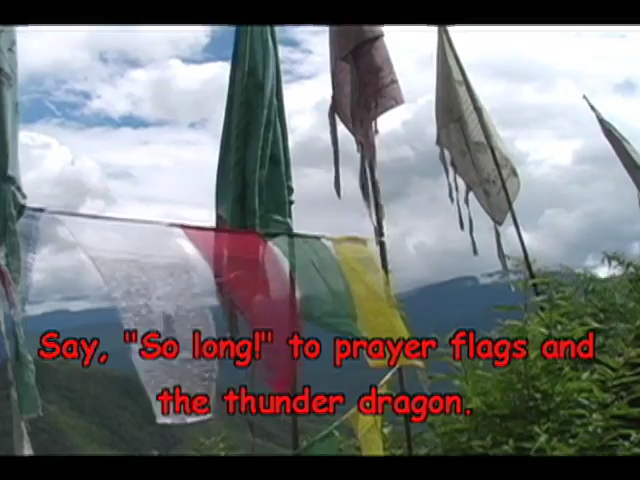 Say, "So long!" to prayer flags and
the thunder dragon.